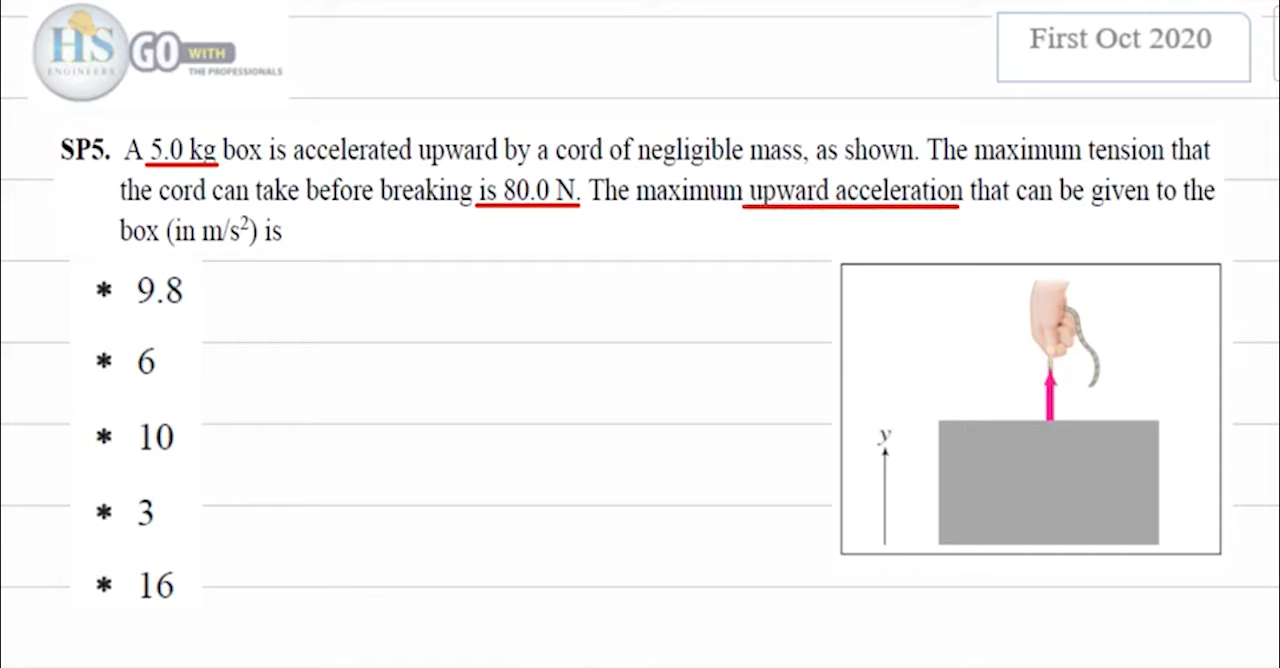 HS
ENGINEERS
GO WITH
THE PROFESSIONALS
First Oct 2020
SP5. A 5.0 kg box is accelerated upward by a cord of negligible mass, as shown. The maximum tension that
the cord can take before breaking is 80.0 N. The maximum upward acceleration that can be given to the
box (in m/s²) is
* 9.8
* 6
* 10
* 3
* 16
y